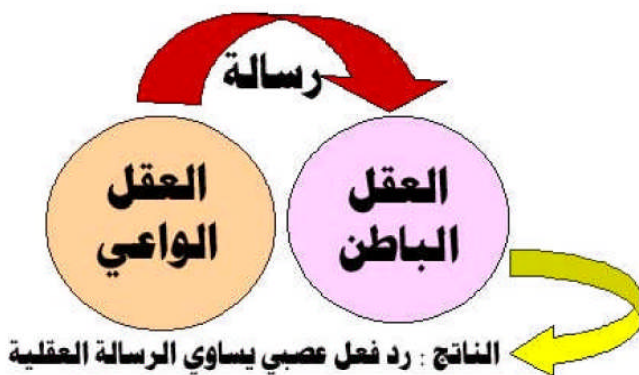 رسالة
العقل
الواعي
العقل
الباطن
الناتج : رد فعل عصبي يساوي الرسالة العقلية